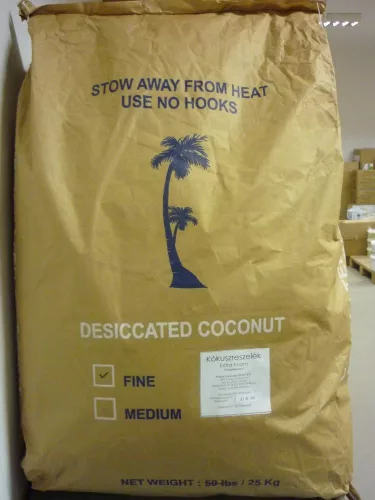 STOW AWAY FROM HEAT
USE NO HOOKS
DESICCATED COCONUT
FINE
MEDIUM
Kókuszreszelék
NET WEIGHT : 50 lbs / 25 Kg